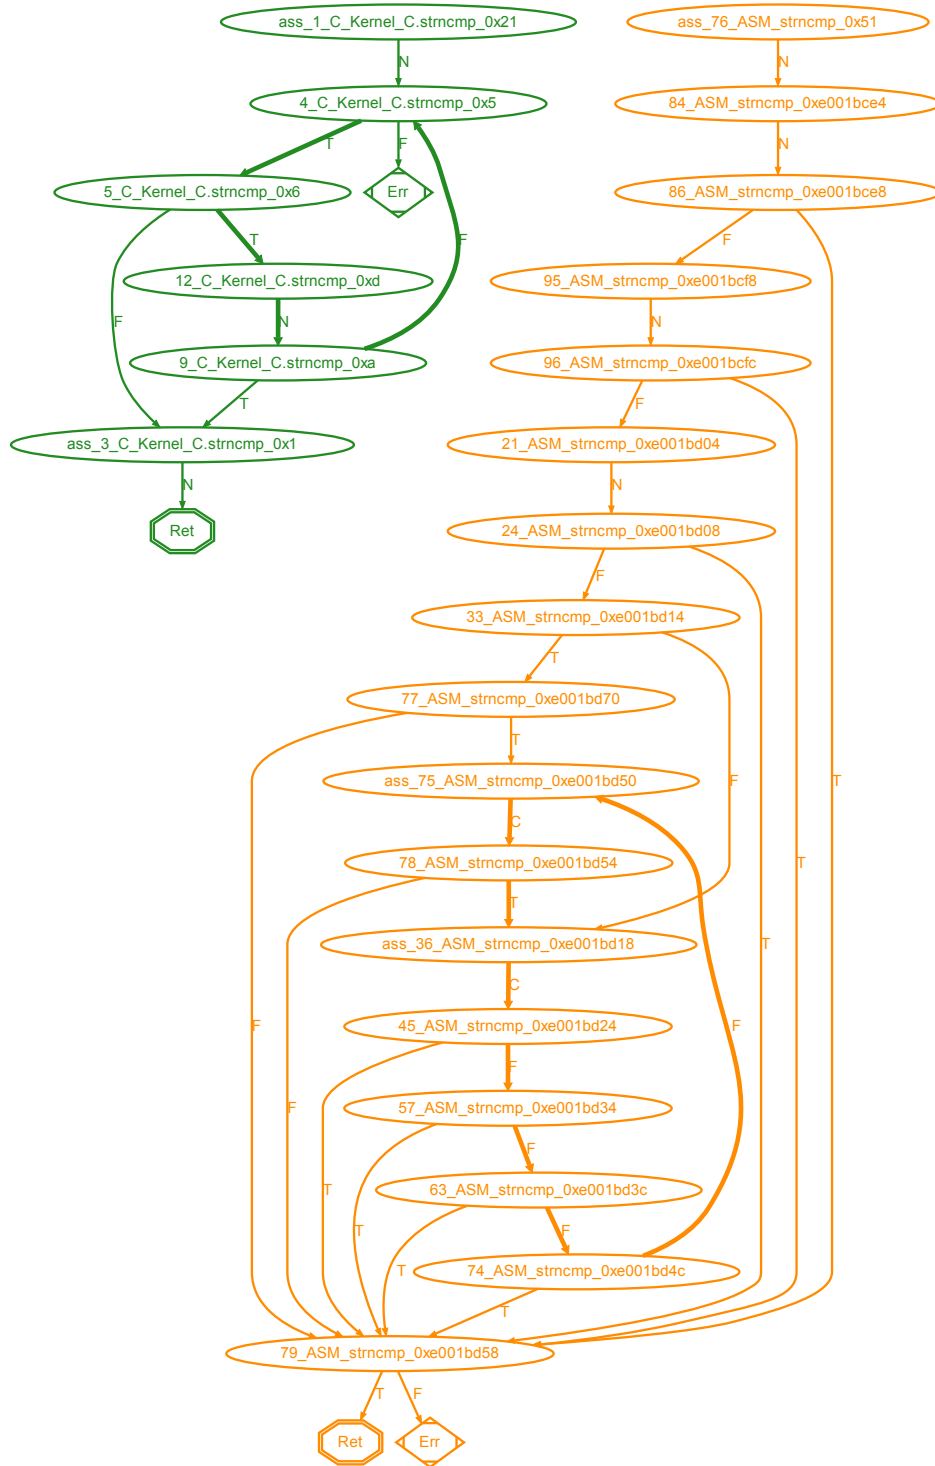 ass_1_C_Kernel_C.strncmp_0x21
N
4_C_Kernel_C.strncmp_0x5
T
F
5_C_Kernel_C.strncmp_0x6
Err
T
F
12_C_Kernel_C.strncmp_0xd
F
N
9_C_Kernel_C.strncmp_0xa
T
ass_3_C_Kernel_C.strncmp_0x1
N
Ret
ass_76_ASM_strncmp_0x51
N
84_ASM_strncmp_0xe001bce4
N
86_ASM_strncmp_0xe001bce8
F
95_ASM_strncmp_0xe001bcf8
N
96_ASM_strncmp_0xe001bcfc
F
21_ASM_strncmp_0xe001bd04
N
24_ASM_strncmp_0xe001bd08
F
33_ASM_strncmp_0xe001bd14
T
77_ASM_strncmp_0xe001bd70
T
F
T
ass_75_ASM_strncmp_0xe001bd50
C
78_ASM_strncmp_0xe001bd54
T
T
ass_36_ASM_strncmp_0xe001bd18
T
C
45_ASM_strncmp_0xe001bd24
F
F
F
57_ASM_strncmp_0xe001bd34
F
F
63_ASM_strncmp_0xe001bd3c
T
T
F
T
74_ASM_strncmp_0xe001bd4c
T
79_ASM_strncmp_0xe001bd58
T
F
Ret
Err